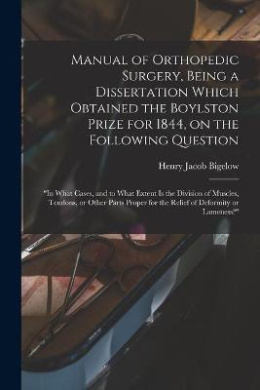 Manual of Orthopedic
Surgery, Being a
Dissertation Which
Obtained the Boylston
Prize for 1844, on the
Following Question
Henry Jacob Bigelow
"In What Cases, and to What Extent Is the Division of Muscles,
Tendons, or Other Parts Proper for the Relief of Deformity or
Lameness?"